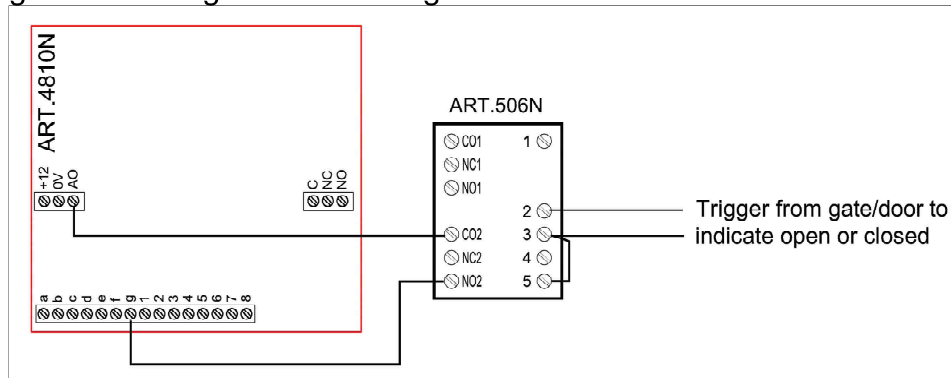 ART.4810N
+12
0V
AO
C
NC
NO
a
b
c
d
e
f
g
1
2
3
4
5
6
7
8
ART.506N
CO1
NC1
NO1
CO2
NC2
NO2
1
2
3
4
5
Trigger from gate/door to
indicate open or closed